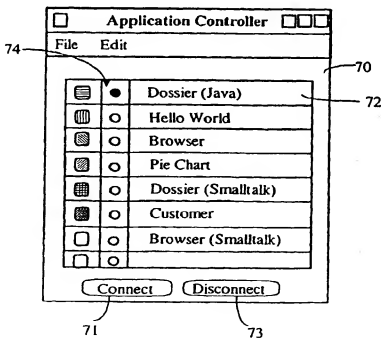 Application Controller
File Edit
74
70
Dossier (Java)
72
Hello World
Browser
Pie Chart
Dossier (Smalltalk)
Customer
Browser (Smalltalk)
Connect Disconnect
71 73